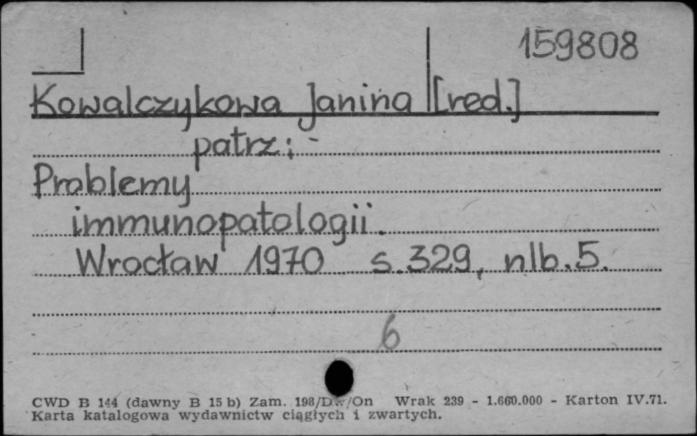 159808
Kowalczykowa Janina [red.]
patrz: -
Problemy
immunopatologii.
Wrocław 1970 s. 329, nlb. 5.
6
CWD B 144 (dawny B 15 b) Zam. 198/Dw/On Wrak 239 - 1.660.000 - Karton IV.71.
Karta katalogowa wydawnictw ciągłych i zwartych.